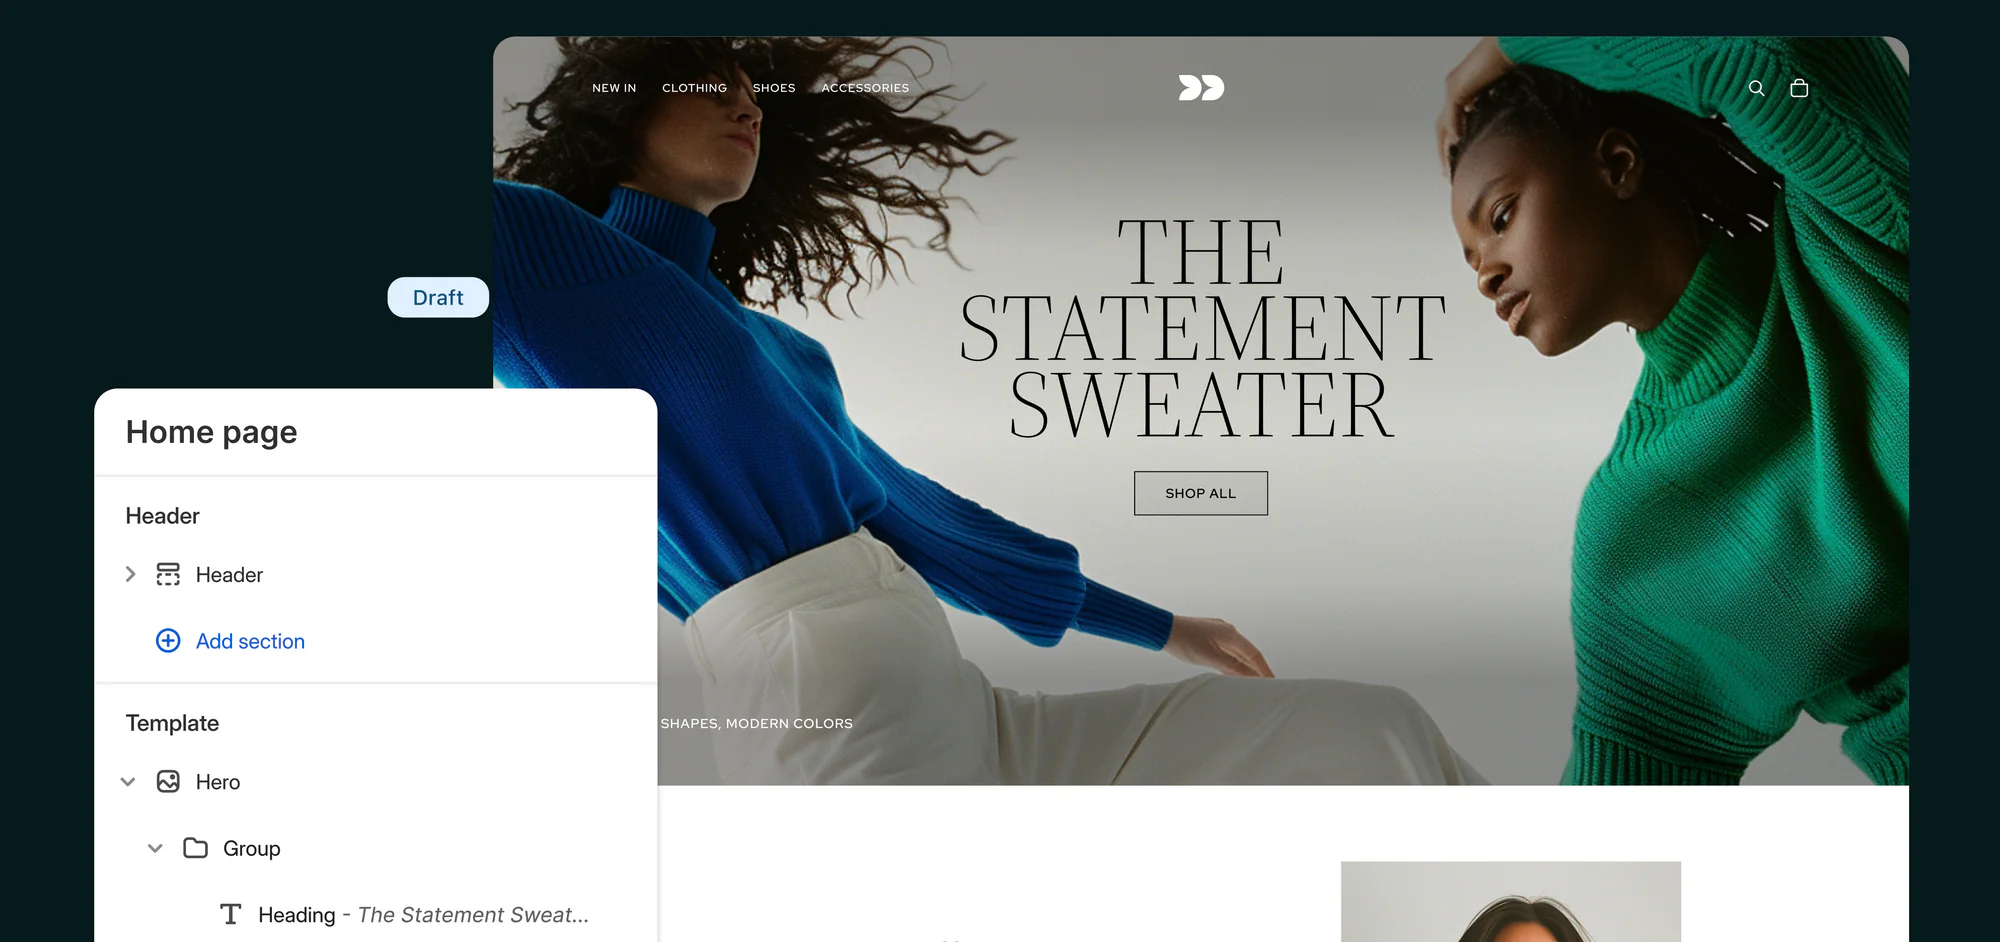 NEW IN
CLOTHING
SHOES
ACCESSORIES
THE
STATEMENT
SWEATER
SHOP ALL
SHAPES, MODERN COLORS
Draft
Home page
Header
Header
Add section
Template
Hero
Group
Heading - The Statement Sweat...